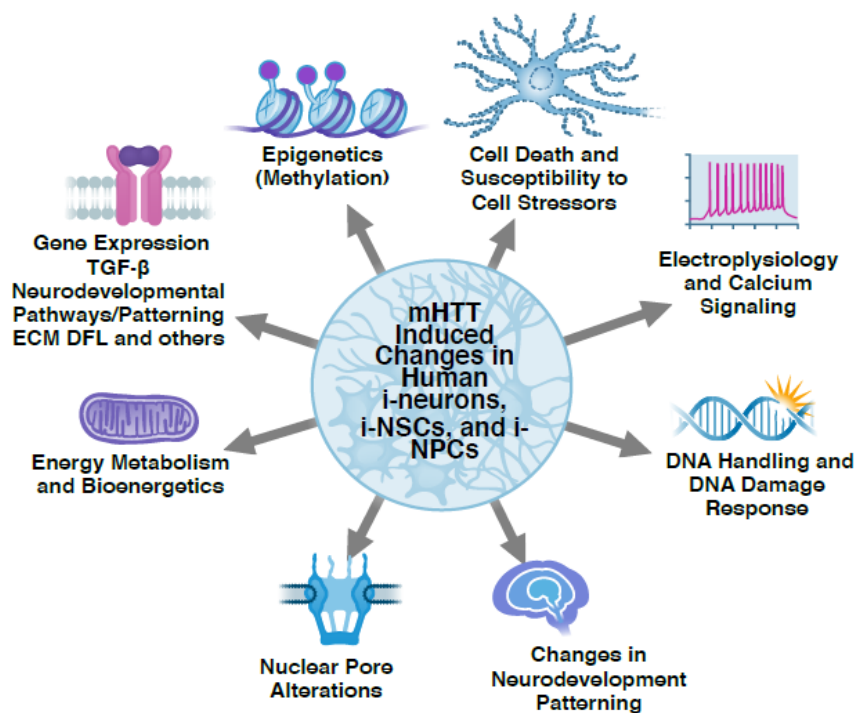 Epigenetics
(Methylation)
Cell Death and
Susceptibility to
Cell Stressors
Gene Expression
TGF-β
Neurodevelopmental
Pathways/Patterning
ECM DFL and others
Electroplysiology
and Calcium
Signaling
mHTT
Induced
Changes in
Human
i-neurons,
i-NSCs, and i-
NPCs
Energy Metabolism
and Bioenergetics
DNA Handling and
DNA Damage
Response
Nuclear Pore
Alterations
Changes in
Neurodevelopment
Patterning